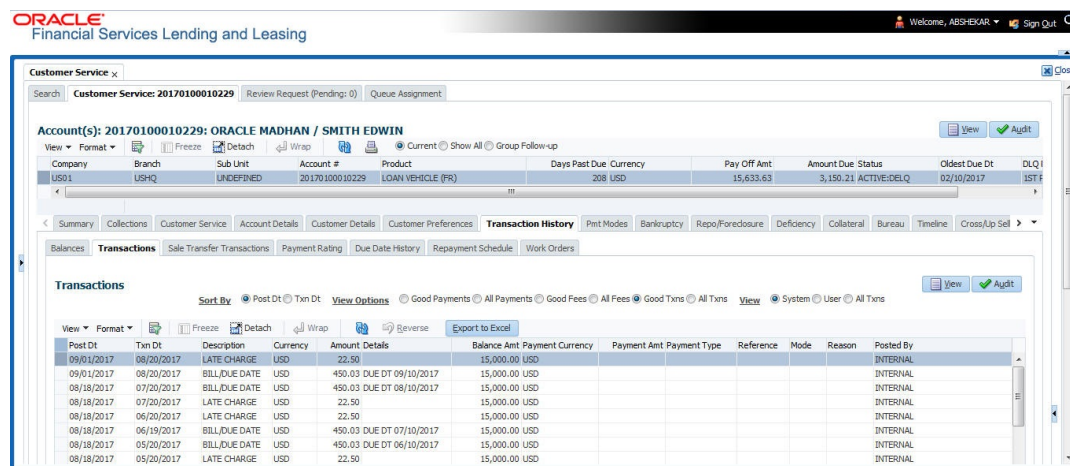 ORACLE
Financial Services Lending and Leasing
Welcome, ABSHEKAR Sign Out
Customer Service x
Close
Search Customer Service: 20170100010229 Review Request (Pending: 0) Queue Assignment
Account(s): 20170100010229: ORACLE MADHAN / SMITH EDWIN
View Audit
View Format Freeze Detach Wrap Current Show All Group Follow-up
Company Branch Sub Unit Account # Product Days Past Due Currency Pay Off Amt Amount Due Status Oldest Due Dt DLQ
US01 USHQ UNDEFINED 20170100010229 LOAN VEHICLE (FR) 208 USD 15,633.63 3,150.21 ACTIVE:DELQ 02/10/2017 1ST
Summary Collections Customer Service Account Details Customer Details Customer Preferences Transaction History Pmt Modes Bankruptcy Repo/Foreclosure Deficiency Collateral Bureau Timeline Cross/Up Sell
Balances Transactions Sale Transfer Transactions Payment Rating Due Date History Repayment Schedule Work Orders
Transactions
View Audit
Sort By Post Dt Txn Dt View Options Good Payments All Payments Good Fees All Fees Good Txns All Txns View System User All Txns
View Format Freeze Detach Wrap Reverse Export to Excel
Post Dt Txn Dt Description Currency Amount Details Balance Amt Payment Currency Payment Amt Payment Type Reference Mode Reason Posted By
09/01/2017 08/20/2017 LATE CHARGE USD 22.50 15,000.00 USD INTERNAL
09/01/2017 08/20/2017 BILL/DUE DATE USD 450.03 DUE DT 09/10/2017 15,000.00 USD INTERNAL
08/18/2017 07/20/2017 BILL/DUE DATE USD 450.03 DUE DT 08/10/2017 15,000.00 USD INTERNAL
08/18/2017 07/20/2017 LATE CHARGE USD 22.50 15,000.00 USD INTERNAL
08/18/2017 06/20/2017 LATE CHARGE USD 22.50 15,000.00 USD INTERNAL
08/18/2017 06/19/2017 BILL/DUE DATE USD 450.03 DUE DT 07/10/2017 15,000.00 USD INTERNAL
08/18/2017 05/20/2017 BILL/DUE DATE USD 450.03 DUE DT 06/10/2017 15,000.00 USD INTERNAL
08/18/2017 05/20/2017 LATE CHARGE USD 22.50 15,000.00 USD INTERNAL